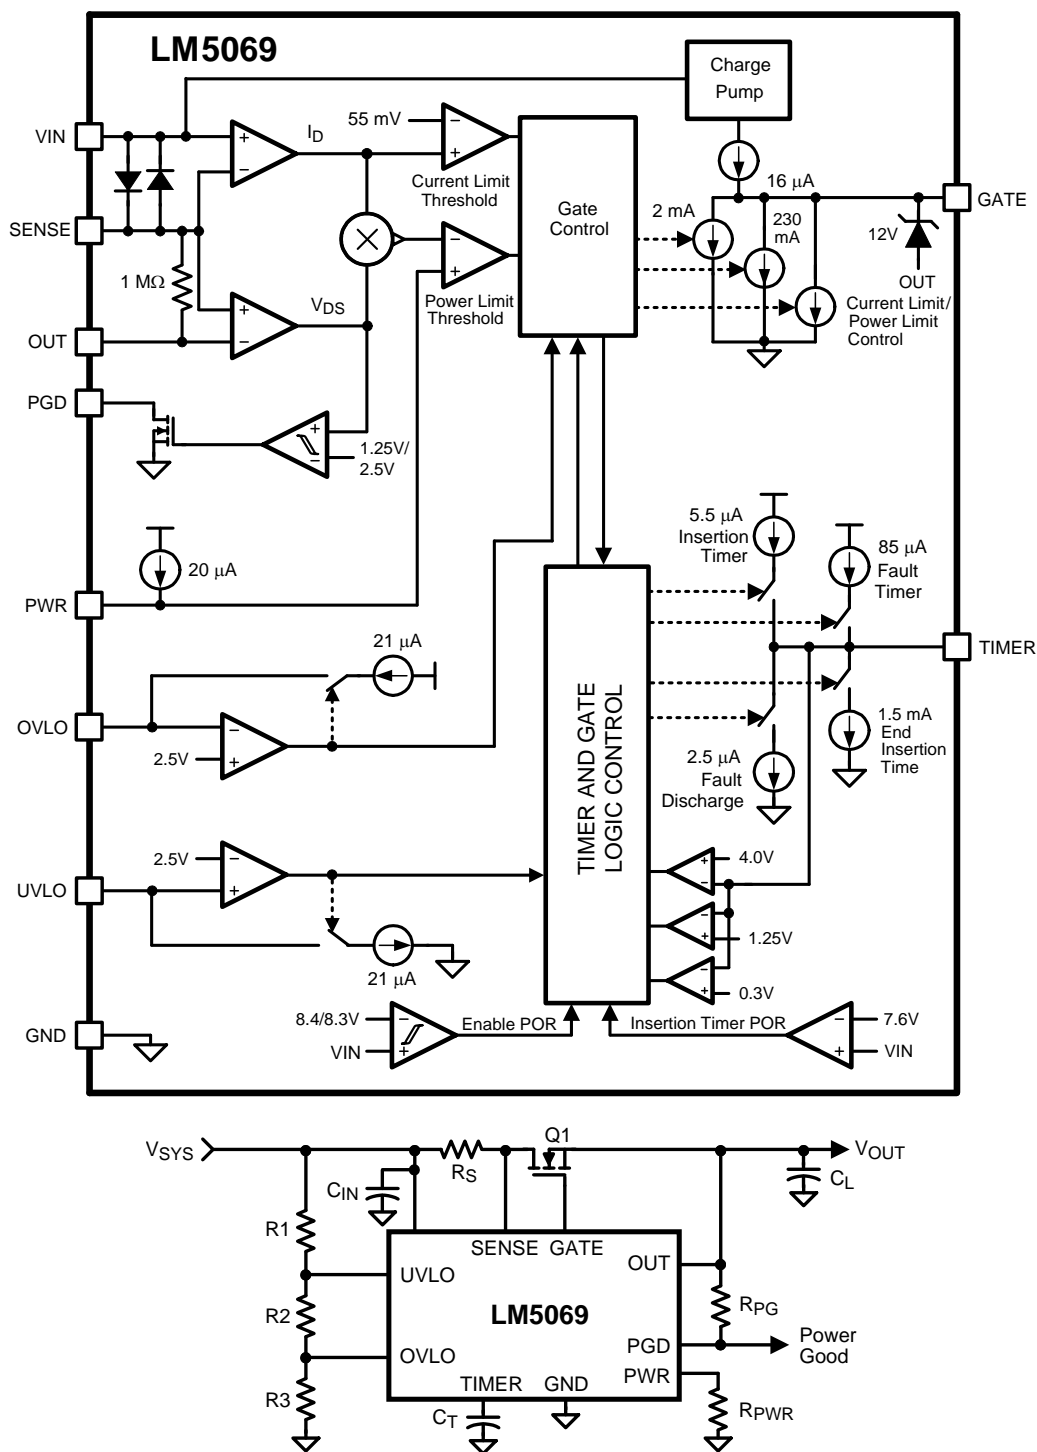 LM5069
Charge
Pump
VIN
55 mV
I_D
−
+
Current Limit
Threshold
Gate
Control
16 µA
GATE
2 mA
230
mA
12V
OUT
Current Limit/
Power Limit
Control
SENSE
1 MΩ
V_DS
Power Limit
Threshold
OUT
PGD
1.25V/
2.5V
20 µA
PWR
5.5 µA
Insertion
Timer
85 µA
Fault
Timer
TIMER
21 µA
OVLO
2.5V
TIMER AND GATE
LOGIC CONTROL
2.5 µA
Fault
Discharge
1.5 mA
End
Insertion
Time
2.5V
UVLO
21 µA
4.0V
1.25V
0.3V
GND
8.4/8.3V
VIN
Enable POR
Insertion Timer POR
7.6V
VIN
V_SYS
R_S
Q1
V_OUT
C_IN
C_L
R1
SENSE GATE
UVLO
OUT
R2
LM5069
R_PG
OVLO
PGD
Power
Good
PWR
R3
TIMER GND
C_T
R_PWR